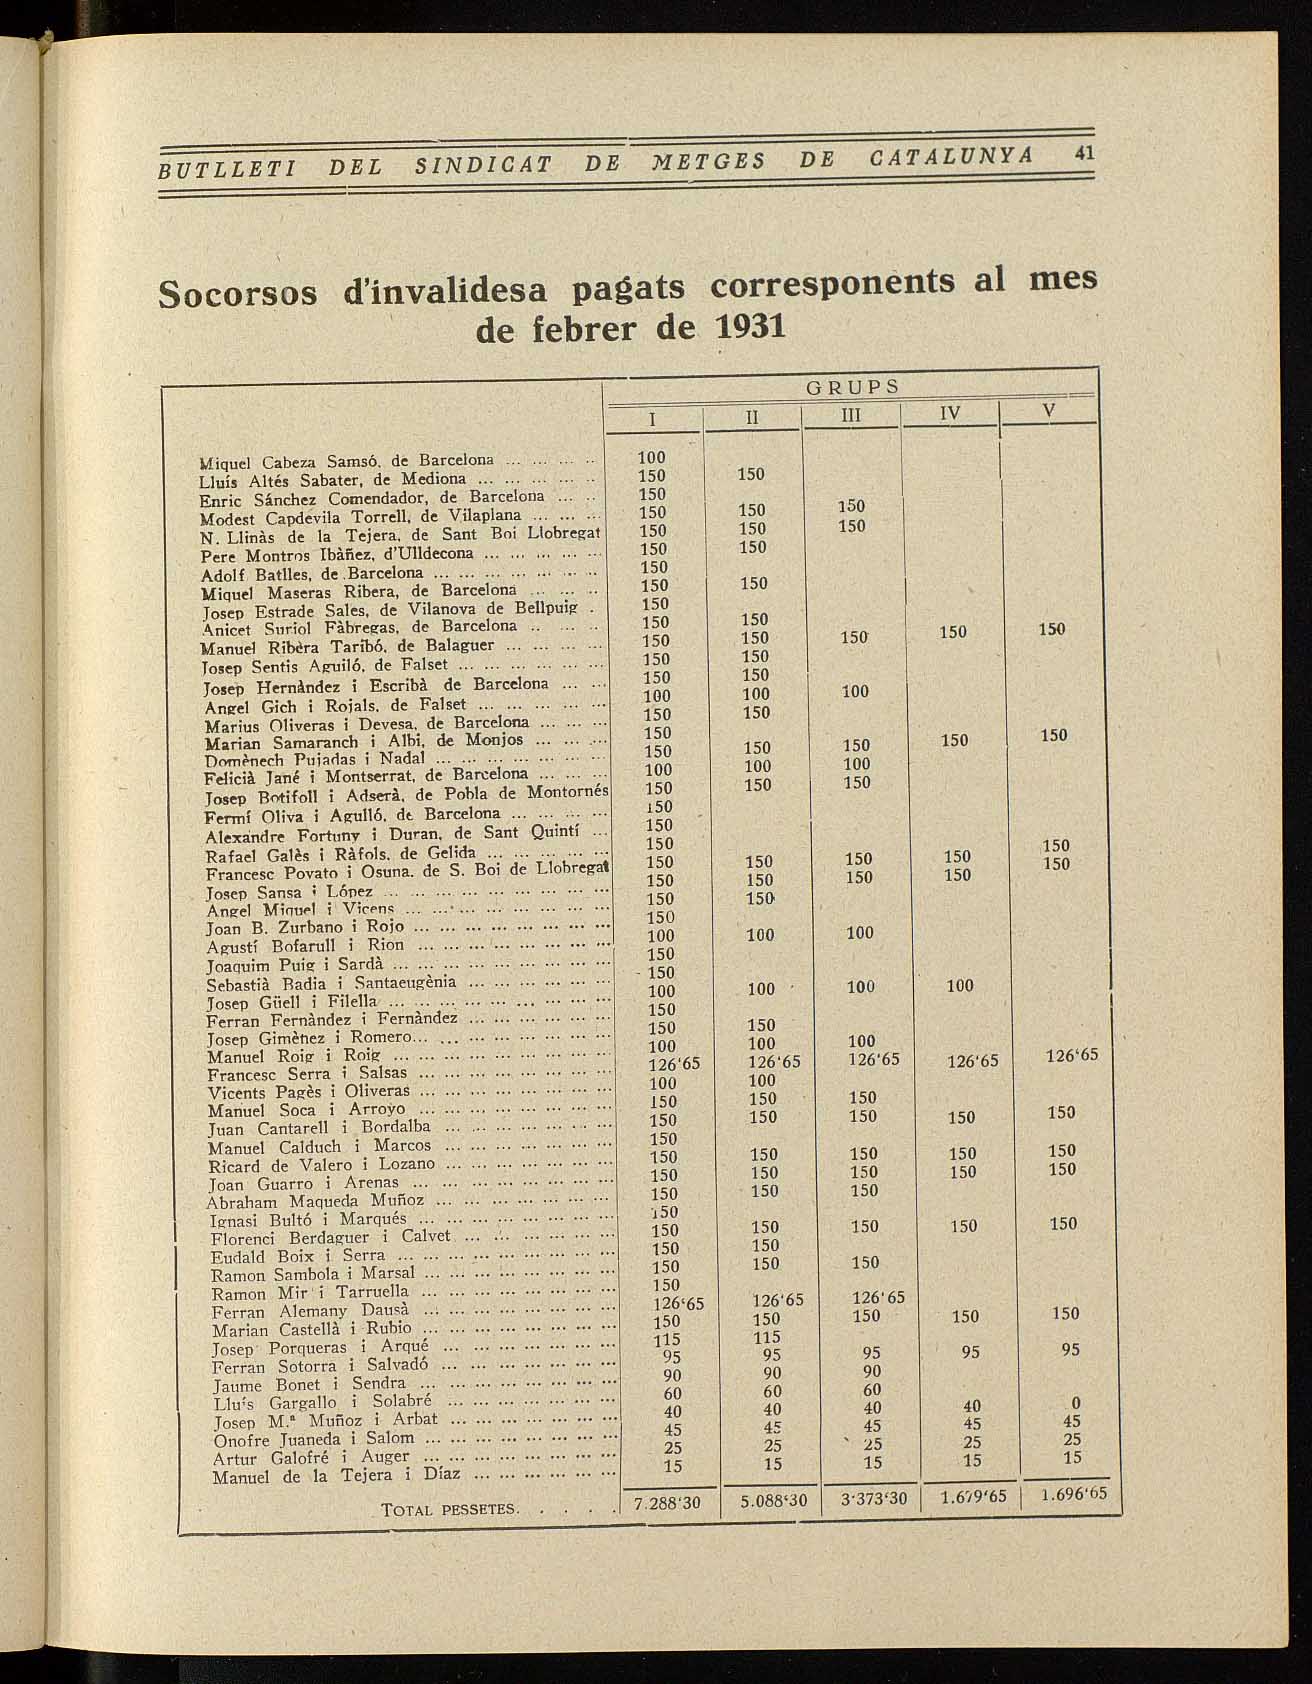 BUTLLETI DEL SINDICAT DE METGES DE CATALUNYA 41
Socorsos d'invalidesa pagats corresponents al mes
de febrer de 1931
GRUPS
I II III IV V
Miquel Cabeza Samsó, de Barcelona ... ... ... .. 100
Lluís Altés Sabater, de Mediona ... ... ... ... .. 150 150
Enric Sánchez Comendador, de Barcelona ... .. 150
Modest Capdevila Torrell, de Vilaplana ... ... ... 150 150 150
N. Llinàs de la Tejera, de Sant Boi Llobregat 150 150 150
Pere Montros Ibàñez, d'Ulldecona ... ... ... ... ... 150 150
Adolf Batlles, de Barcelona ... ... ... ... ... ... .. 150
Miquel Maseras Ribera, de Barcelona ... ... .. 150 150
Josep Estrade Sales, de Vilanova de Bellpuig . 150
Anicet Suriol Fàbregas, de Barcelona .. ... .. 150 150
Manuel Ribera Taribó, de Balaguer ... ... ... ... 150 150 150 150 150
Josep Sentis Aguiló, de Falset ... ... ... ... ... ... 150 150
Josep Hernàndez i Escribà de Barcelona ... ... 150 150
Angel Gich i Rojals, de Falset ... ... ... ... ... 100 100 100
Marius Oliveras i Devesa, de Barcelona ... ... ... 150 150
Marian Samaranch i Albi, de Monjos ... ... ... 150
Domènech Pujadas i Nadal ... ... ... ... ... ... ... 150 150 150 150 150
Felicià Jané i Montserrat, de Barcelona ... ... ... 100 100 100
Josep Botifoll i Adserà, de Pobla de Montornés 150 150 150
Fermí Oliva i Agulló, de Barcelona ... ... ... ... 150
Alexandre Fortuny i Duran, de Sant Quintí ... 150
Rafael Galès i Ràfols, de Gelida ... ... ... ... ... 150
Francesc Poyato i Osuna, de S. Boi de Llobregat 150 150 150 150 150
Josep Sansa i López ... ... ... ... ... ... ... ... ... 150 150 150 150 150
Angel Miquel i Vicens ... ... ... ... ... ... ... ... 150 150
Joan B. Zurbano i Rojo ... ... ... ... ... ... ... ... 150
Agustí Bofarull i Rion ... ... ... ... ... ... ... ... 100 100 100
Joaquim Puig i Sardà ... ... ... ... ... ... ... ... ... 150
Sebastià Badia i Santaeugènia ... ... ... ... ... ... 150
Josep Güell i Filella ... ... ... ... ... ... ... ... ... 100 100 100 100
Ferran Fernàndez i Fernàndez ... ... ... ... ... ... 150
Josep Gimènez i Romero... ... ... ... ... ... ... ... 150 150
Manuel Roig i Roig ... ... ... ... ... ... ... ... ... 100 100 100
Francesc Serra i Salsas ... ... ... ... ... ... ... ... 126'65 126'65 126'65 126'65 126'65
Vicents Pagès i Oliveras ... ... ... ... ... ... ... ... 100 100
Manuel Soca i Arroyo ... ... ... ... ... ... ... ... 150 150 150
Juan Cantarell i Bordalba ... ... ... ... ... ... ... 150 150 150 150 150
Manuel Calduch i Marcos ... ... ... ... ... ... ... 150
Ricard de Valero i Lozano ... ... ... ... ... ... ... 150 150 150 150 150
Joan Guarro i Arenas ... ... ... ... ... ... ... ... 150 150 150 150 150
Abraham Maqueda Muñoz ... ... ... ... ... ... ... 150 150 150
Ignasi Bultó i Marqués ... ... ... ... ... ... ... ... 150
Florenci Berdaguer i Calvet ... ... ... ... ... ... 150 150 150 150 150
Eudald Boix i Serra ... ... ... ... ... ... ... ... ... 150 150
Ramon Sambola i Marsal ... ... ... ... ... ... ... ... 150 150 150
Ramon Mir i Tarruella ... ... ... ... ... ... ... ... 150
Ferran Alemany Dausà ... ... ... ... ... ... ... ... 126'65 126'65 126'65
Marian Castellà i Rubio ... ... ... ... ... ... ... ... 150 150 150 150 150
Josep Porqueras i Arqué ... ... ... ... ... ... ... 115 115
Ferran Sotorra i Salvadó ... ... ... ... ... ... ... 95 95 95 95 95
Jaume Bonet i Sendra ... ... ... ... ... ... ... ... 90 90 90
Lluís Gargallo i Solabré ... ... ... ... ... ... ... 60 60 60
Josep M.ª Muñoz i Arbat ... ... ... ... ... ... ... 40 40 40 40 0
Onofre Juaneda i Salom ... ... ... ... ... ... ... ... 45 45 45 45 45
Artur Galofré i Auger ... ... ... ... ... ... ... ... 25 25 25 25 25
Manuel de la Tejera i Díaz ... ... ... ... ... ... 15 15 15 15 15
TOTAL PESSETES. . . . . 7.288'30 5.088'30 3'373'30 1.679'65 1.696'65